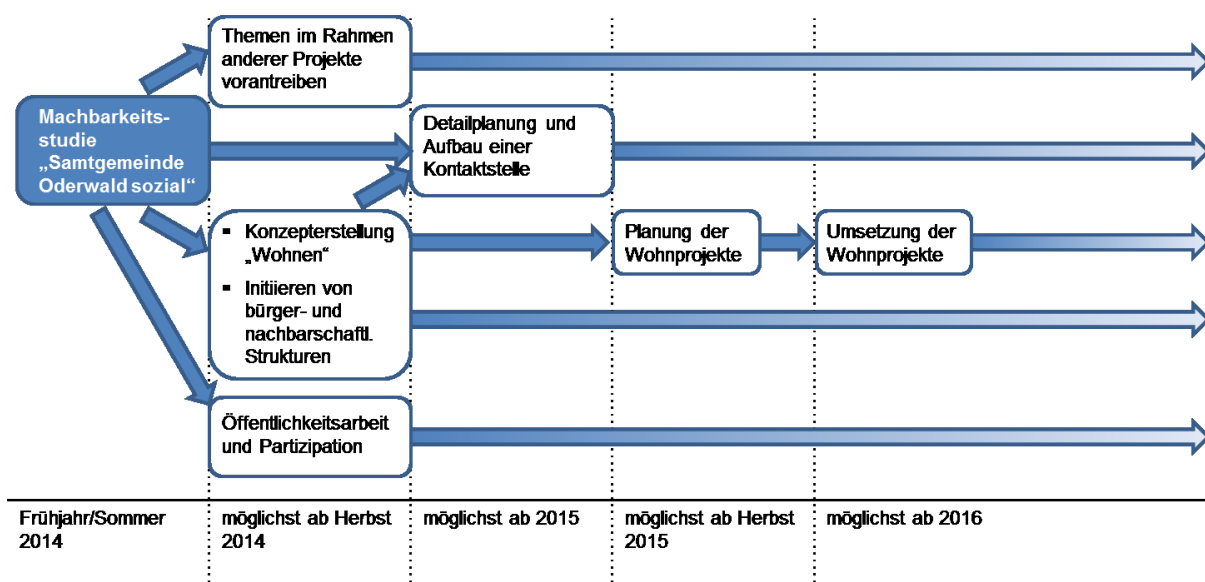 Themen im Rahmen
anderer Projekte
vorantreiben
Machbarkeits-
studie
„Samtgemeinde
Oderwald sozial“
Detailplanung und
Aufbau einer
Kontaktstelle
▪ Konzepterstellung
„Wohnen“
▪ Initiieren von
bürger- und
nachbarschaftl.
Strukturen
Planung der
Wohnprojekte
Umsetzung der
Wohnprojekte
Öffentlichkeitsarbeit
und Partizipation
Frühjahr/Sommer
2014
möglichst ab Herbst
2014
möglichst ab 2015
möglichst ab Herbst
2015
möglichst ab 2016